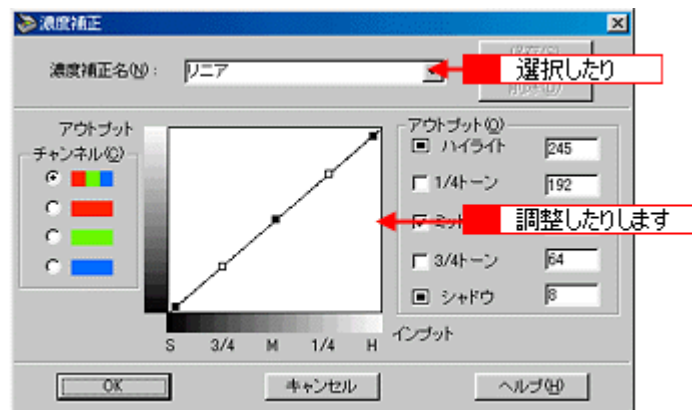 濃度補正
濃度補正名(N)： リニア
選択したり
アウトプット
チャンネル(C)
アウトプット(O)
ハイライト 245
1/4トーン 192
調整したりします
3/4トーン 64
シャドウ 8
S 3/4 M 1/4 H インプット
OK キャンセル ヘルプ(H)